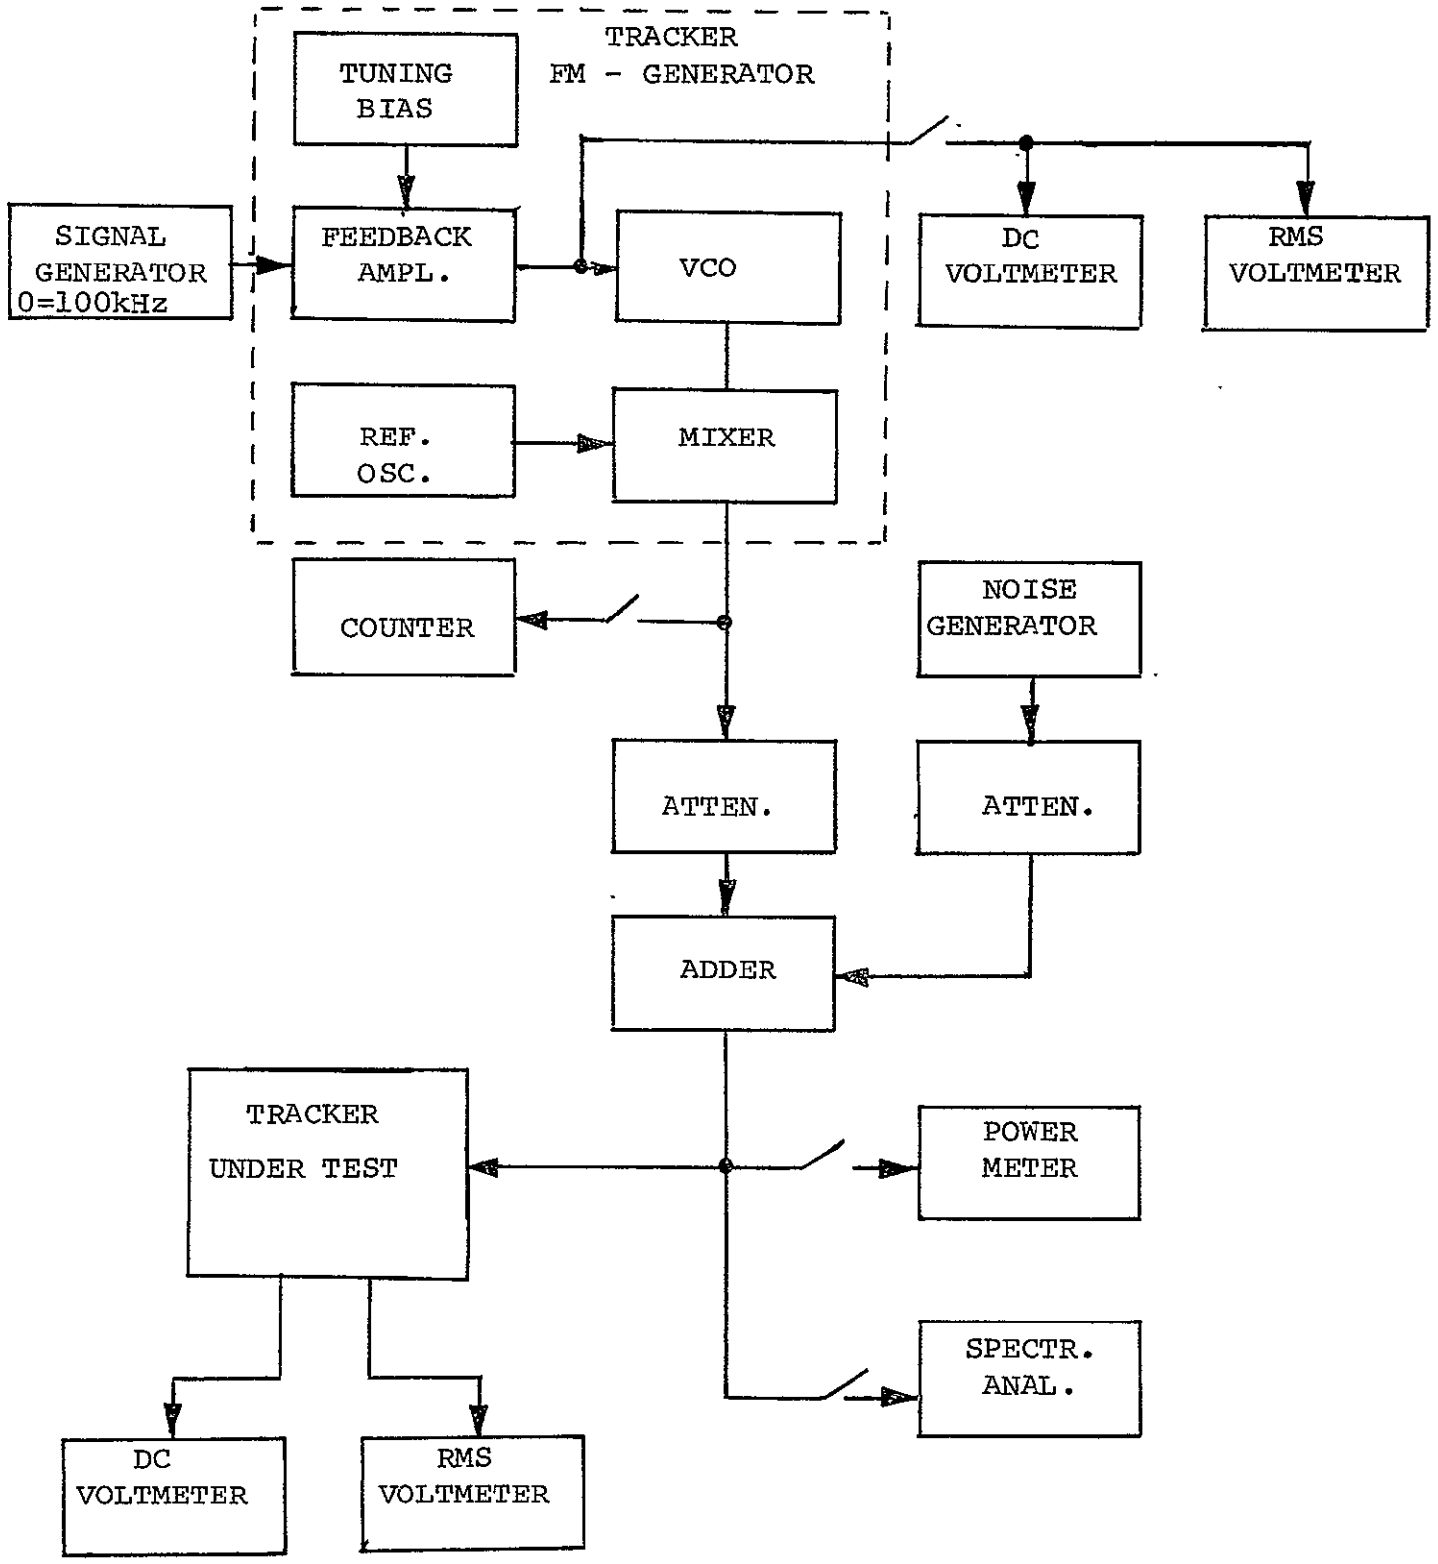 TRACKER
FM - GENERATOR
TUNING
BIAS
SIGNAL
GENERATOR
0=100kHz
FEEDBACK
AMPL.
VCO
DC
VOLTMETER
RMS
VOLTMETER
REF.
OSC.
MIXER
COUNTER
NOISE
GENERATOR
ATTEN.
ATTEN.
ADDER
TRACKER
UNDER TEST
POWER
METER
SPECTR.
ANAL.
DC
VOLTMETER
RMS
VOLTMETER